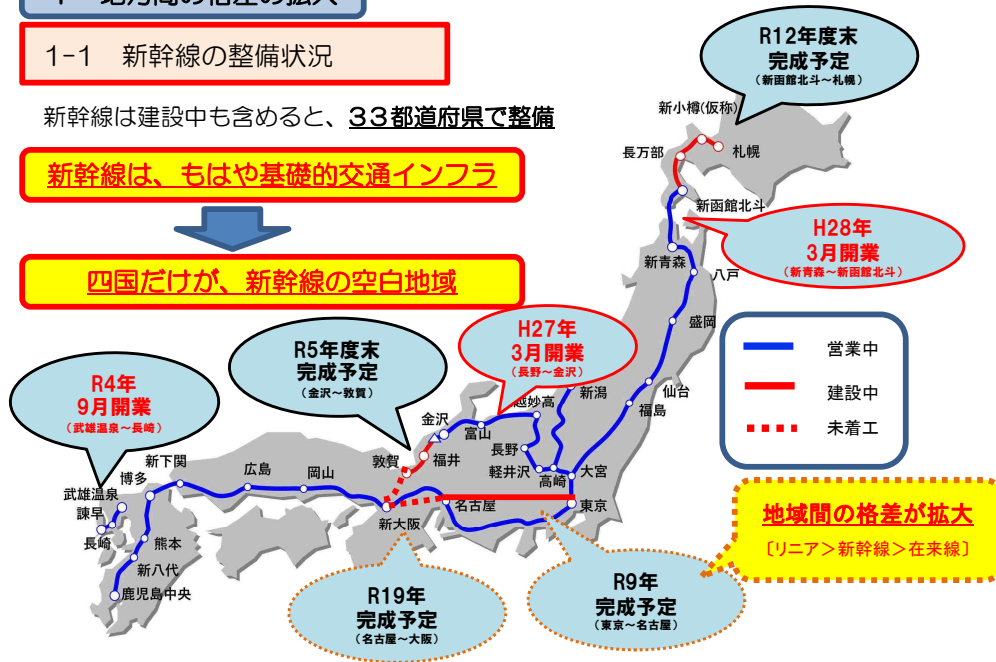 地方間の格差の拡大
1-1 新幹線の整備状況
新幹線は建設中も含めると、33都道府県で整備
新幹線は、もはや基礎的交通インフラ
四国だけが、新幹線の空白地域
R12年度末
完成予定
(新函館北斗～札幌)
新小樽(仮称)
長万部
札幌
新函館北斗
H28年
3月開業
(新青森～新函館北斗)
新青森
八戸
盛岡
営業中
建設中
未着工
仙台
福島
H27年
3月開業
(長野～金沢)
R5年度末
完成予定
(金沢～敦賀)
R4年
9月開業
(武雄温泉～長崎)
新潟
越妙高
金沢
富山
長野
福井
敦賀
軽井沢
高崎
大宮
東京
名古屋
新大阪
岡山
広島
新下関
博多
武雄温泉
諫早
長崎
熊本
新八代
鹿児島中央
地域間の格差が拡大
〔リニア＞新幹線＞在来線〕
R19年
完成予定
(名古屋～大阪)
R9年
完成予定
(東京～名古屋)